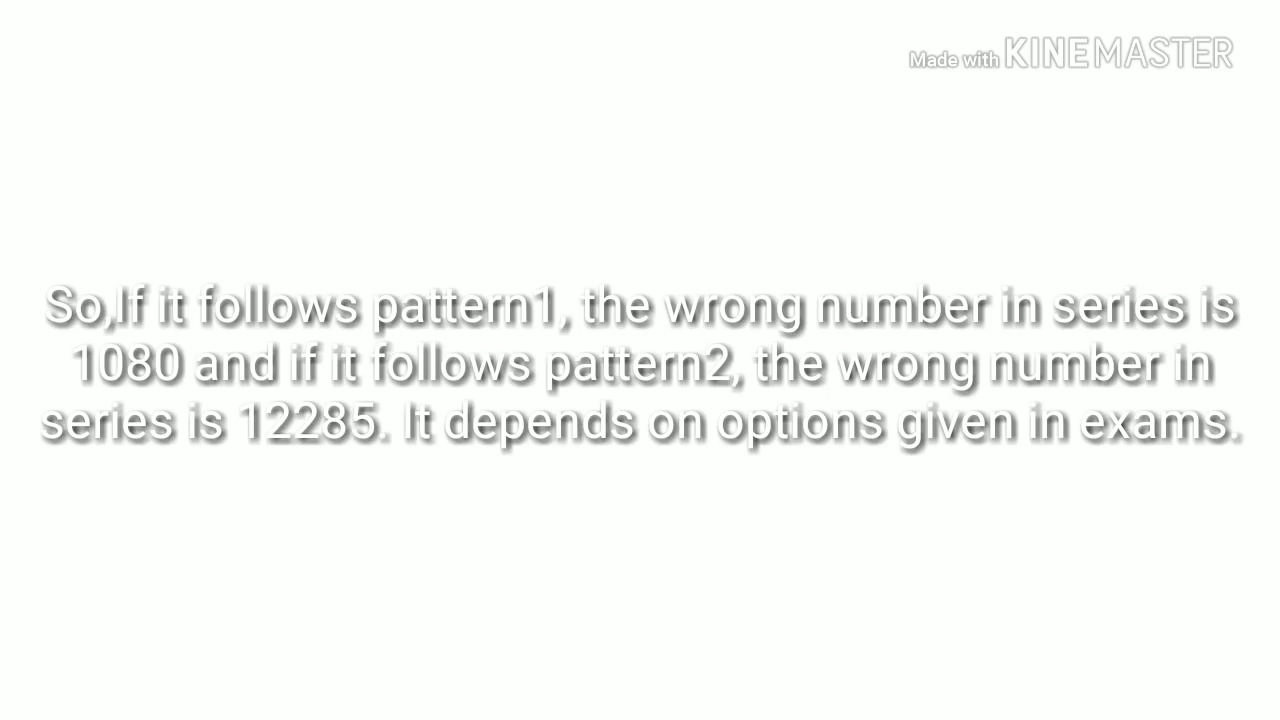 Made with KINEMASTER
So,If it follows pattern1, the wrong number in series is
1080 and if it follows pattern2, the wrong number in
series is 12285. It depends on options given in exams.